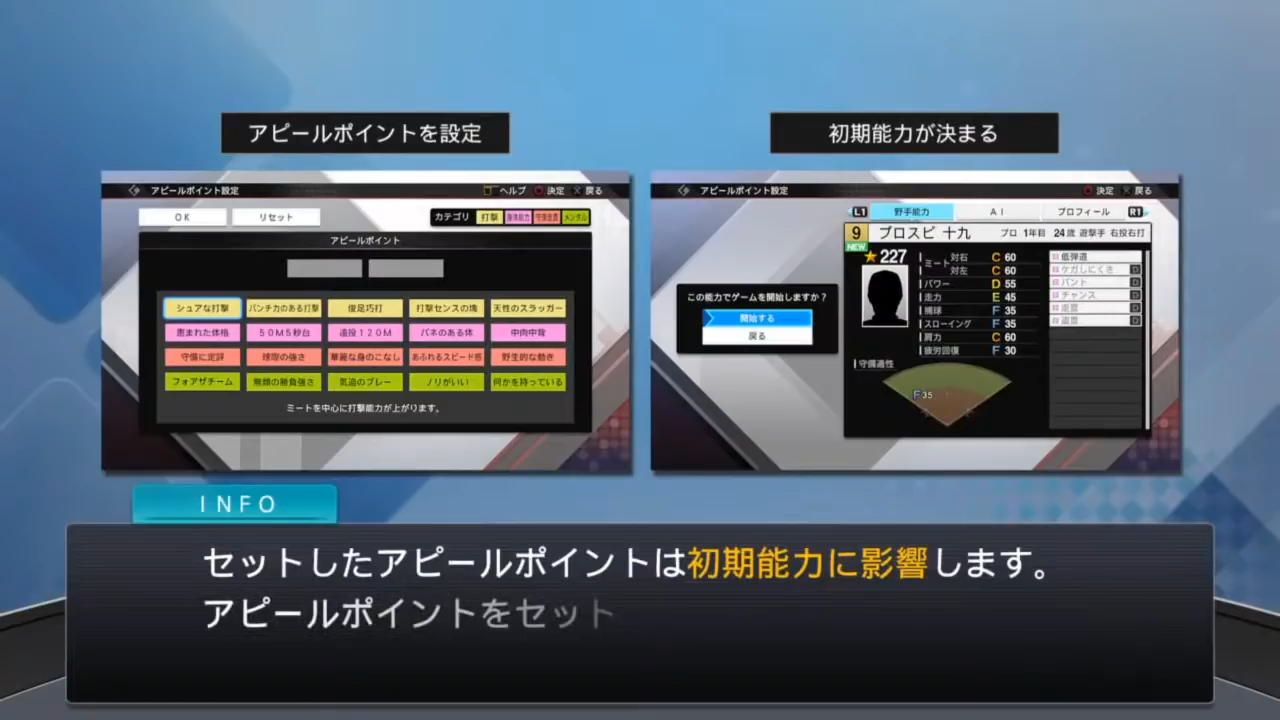 アピールポイントを設定
初期能力が決まる
アピールポイント設定
ヘルプ 決定 戻る
OK リセット
カテゴリ 打撃 身体能力 守備走塁 メンタル
アピールポイント
シュアな打撃 パンチ力のある打撃 俊足巧打 打撃センスの塊 天性のスラッガー
恵まれた体格 50M5秒台 遠投120M バネのある体 中肉中背
守備に定評 球際の強さ 華麗な身のこなし あふれるスピード感 野生的な動き
フォアザチーム 無類の勝負強さ 気迫のプレー ノリがいい 何かを持っている
ミートを中心に打撃能力が上がります。
アピールポイント設定
決定 戻る
L1 野手能力 AI プロフィール R1
9 プロスピ 十九 プロ 1年目 24歳 遊撃手 右投右打
NEW
★227
ミート 対右 C 60
対左 C 60
パワー D 55
走力 E 45
捕球 F 35
スローイング F 35
肩力 C 60
疲労回復 F 30
低弾道
ケガしにくさ D
バント D
チャンス D
走塁 D
盗塁 D
守備適性
F35
この能力でゲームを開始しますか？
開始する
戻る
INFO
セットしたアピールポイントは初期能力に影響します。
アピールポイントをセット